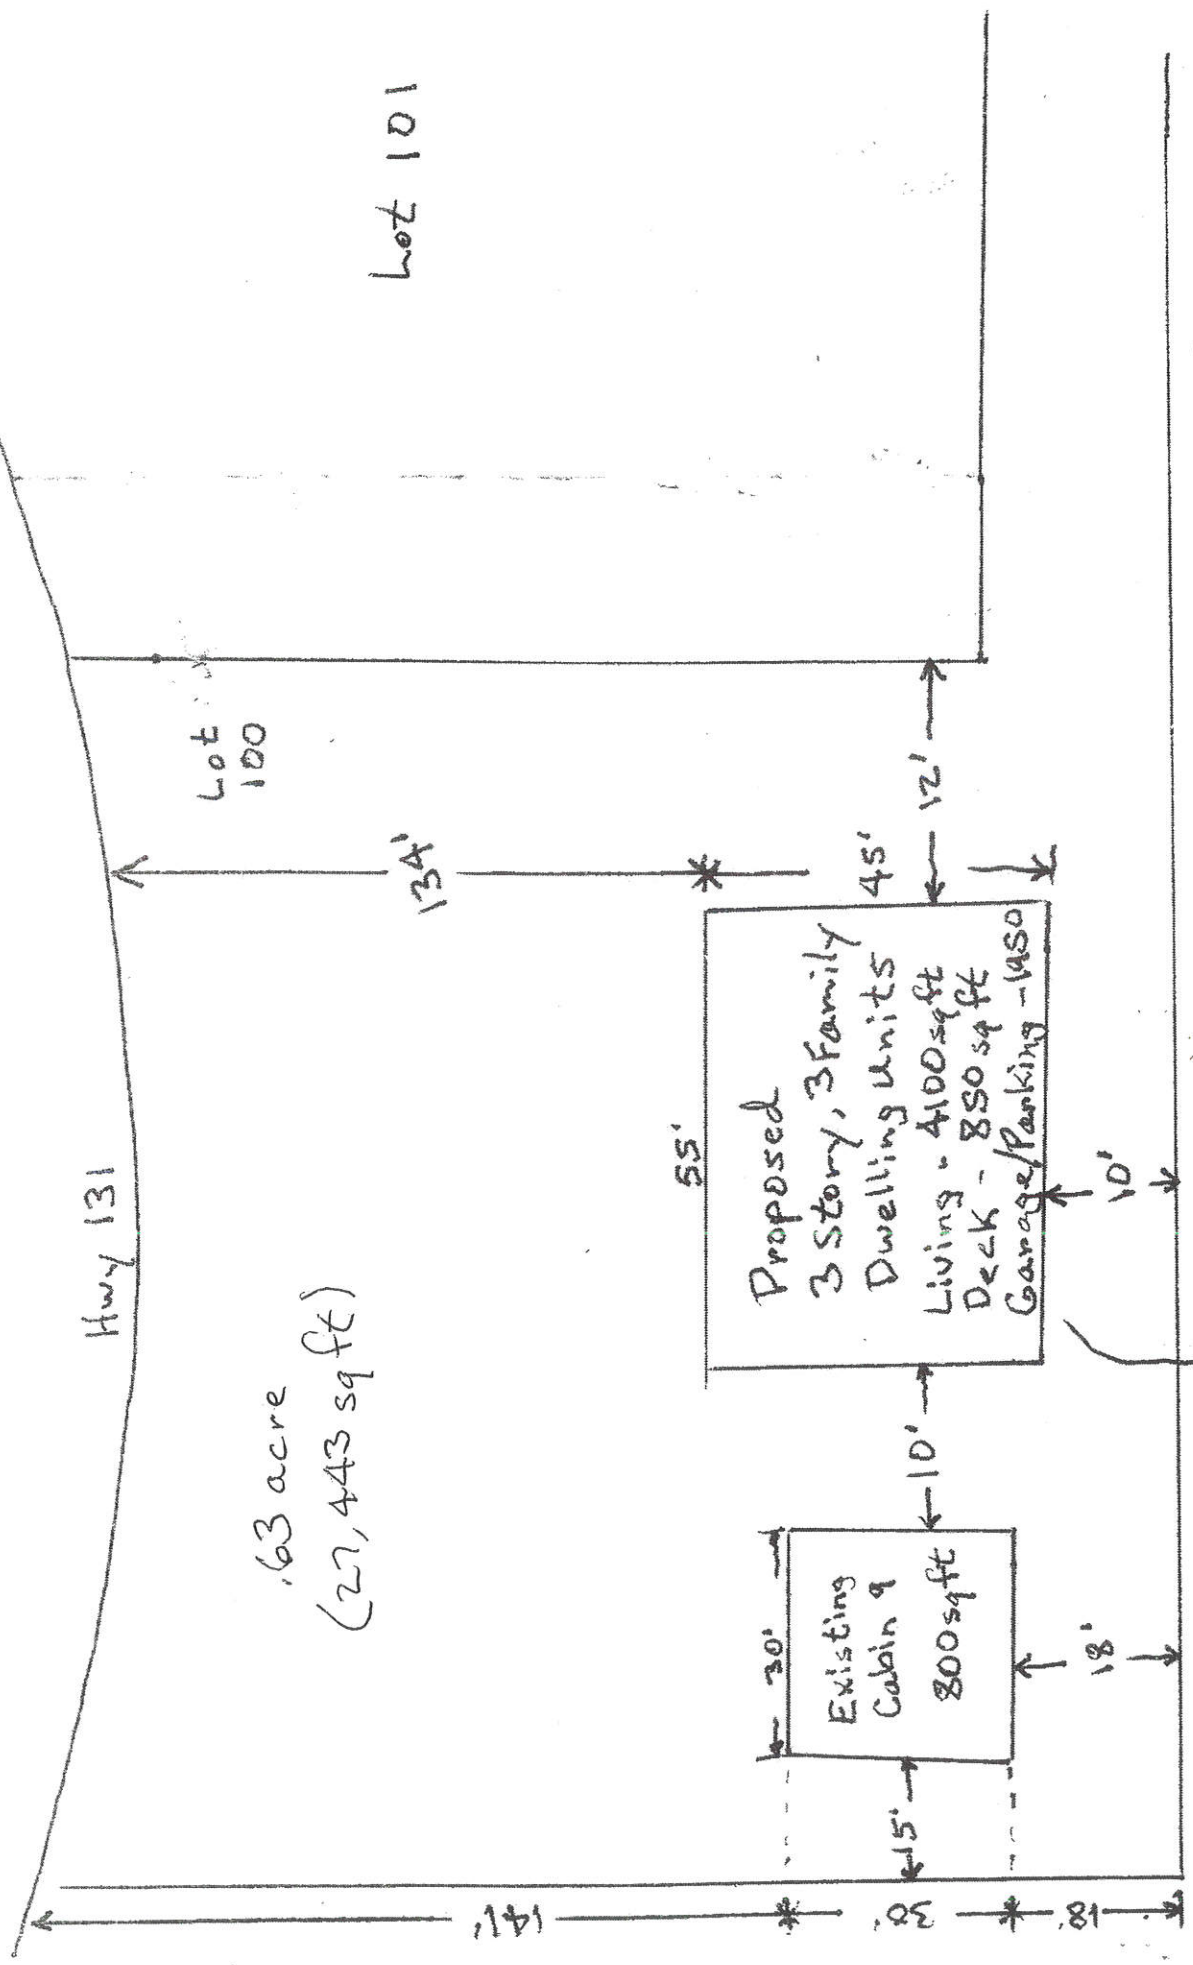 Hwy 131
Lot
100
Lot 101
.63 acre
(27,443 sq ft)
134'
55'
45'
Proposed
3 Story, 3 Family
Dwelling Units
Living - 4100 sq ft
Deck - 850 sq ft
Garage/Parking - 1450
12'
10'
10'
30'
Existing
Cabin 9
800 sq ft
15'
18'
141'
30'
18'